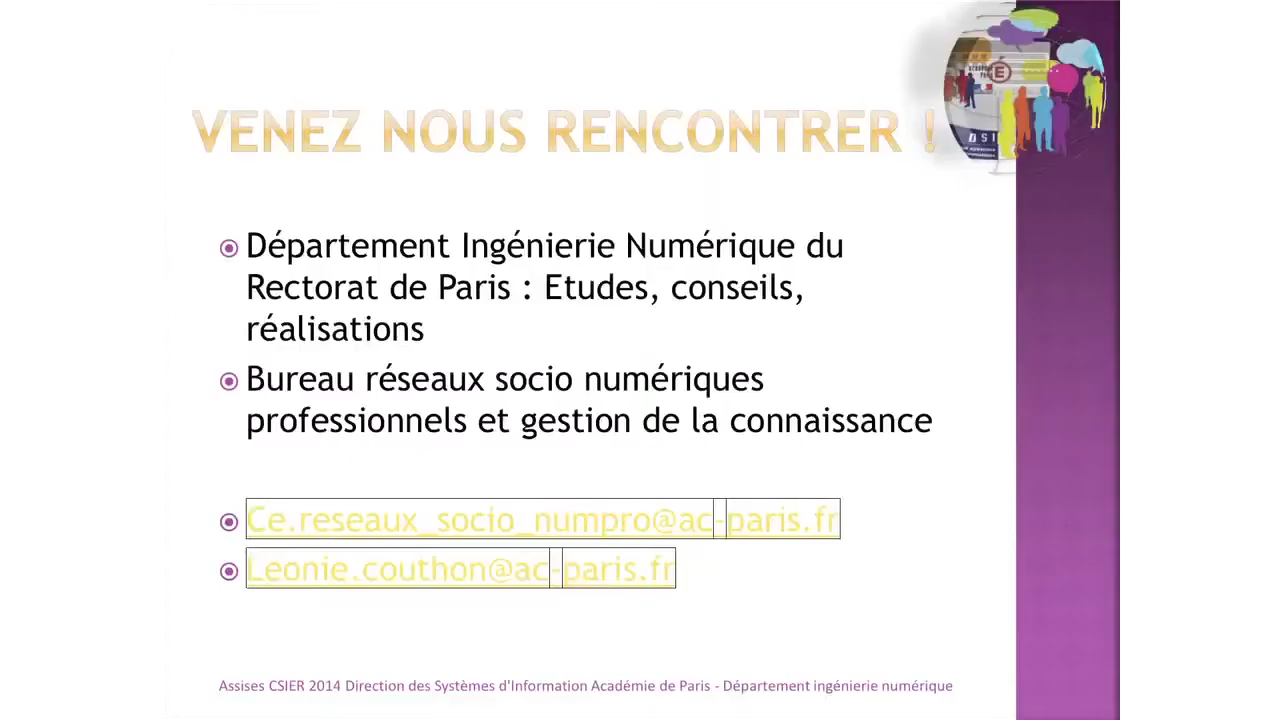 VENEZ NOUS RENCONTRER !
Département Ingénierie Numérique du
Rectorat de Paris : Etudes, conseils,
réalisations
Bureau réseaux socio numériques
professionnels et gestion de la connaissance
Ce.reseaux_socio_numpro@ac-paris.fr
Leonie.couthon@ac-paris.fr
Assises CSIER 2014 Direction des Systèmes d'Information Académie de Paris - Département ingénierie numérique